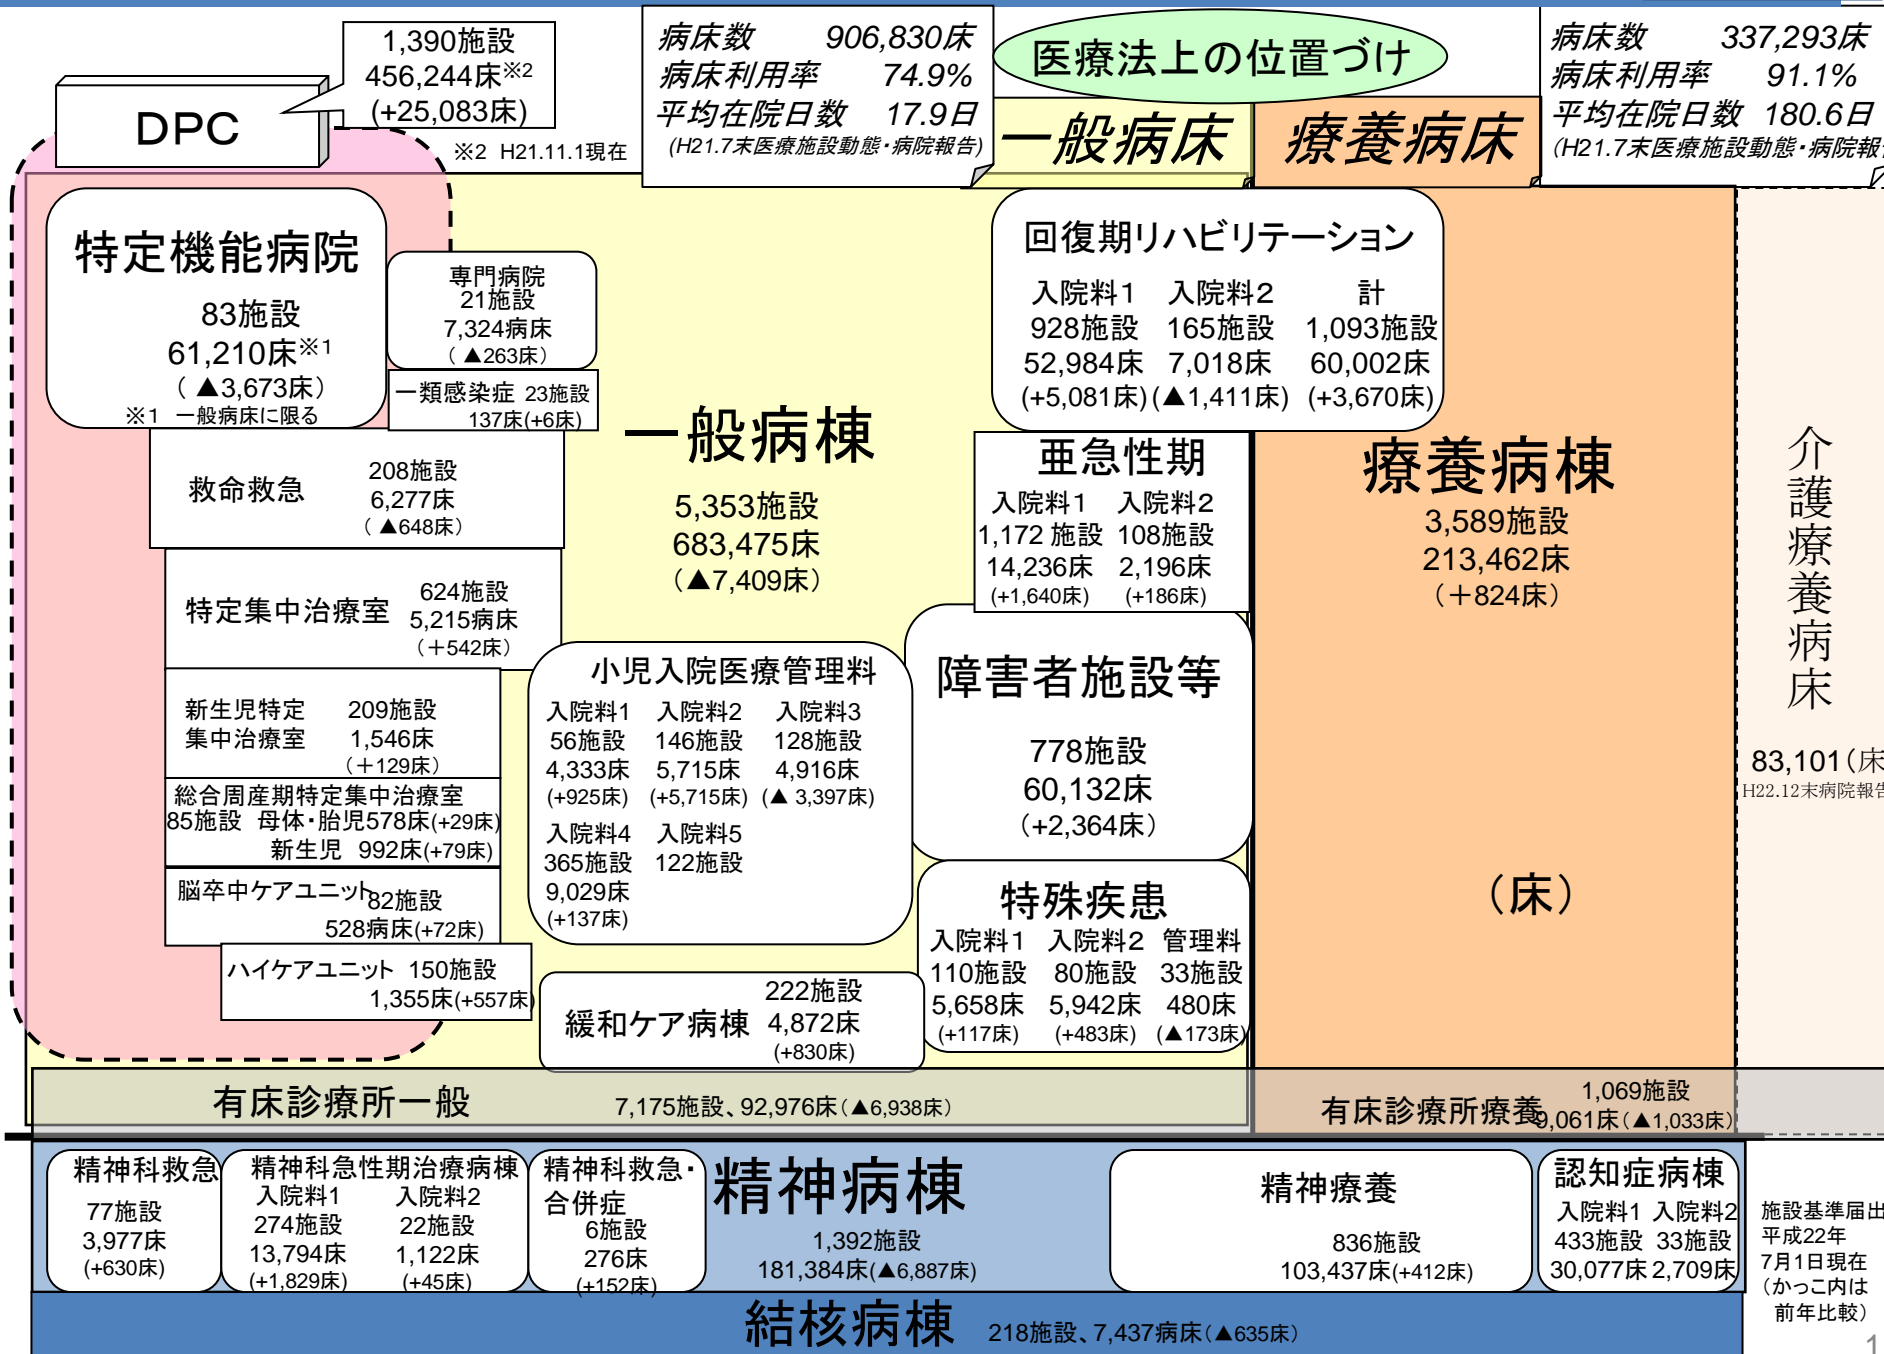 1,390施設
456,244床※2
(+25,083床)
DPC
※2 H21.11.1現在
病床数 906,830床
病床利用率 74.9%
平均在院日数 17.9日
(H21.7末医療施設動態・病院報告)
医療法上の位置づけ
病床数 337,293床
病床利用率 91.1%
平均在院日数 180.6日
(H21.7末医療施設動態・病院報告
一般病床
療養病床
特定機能病院
83施設
61,210床※1
(▲3,673床)
※1 一般病床に限る
専門病院
21施設
7,324病床
(▲263床)
一類感染症 23施設
137床(+6床)
救命救急
208施設
6,277床
(▲648床)
特定集中治療室
624施設
5,215病床
(+542床)
新生児特定
集中治療室
209施設
1,546床
(+129床)
総合周産期特定集中治療室
85施設 母体・胎児578床(+29床)
新生児 992床(+79床)
脳卒中ケアユニット
82施設
528病床(+72床)
ハイケアユニット 150施設
1,355床(+557床)
一般病棟
5,353施設
683,475床
(▲7,409床)
小児入院医療管理料
入院料1 入院料2 入院料3
56施設 146施設 128施設
4,333床 5,715床 4,916床
(+925床) (+5,715床) (▲ 3,397床)
入院料4 入院料5
365施設 122施設
9,029床
(+137床)
緩和ケア病棟
222施設
4,872床
(+830床)
回復期リハビリテーション
入院料1 入院料2 計
928施設 165施設 1,093施設
52,984床 7,018床 60,002床
(+5,081床) (▲1,411床) (+3,670床)
亜急性期
入院料1 入院料2
1,172 施設 108施設
14,236床 2,196床
(+1,640床) (+186床)
障害者施設等
778施設
60,132床
(+2,364床)
特殊疾患
入院料1 入院料2 管理料
110施設 80施設 33施設
5,658床 5,942床 480床
(+117床) (+483床) (▲173床)
療養病棟
3,589施設
213,462床
(+824床)
(床)
介護療養病床
83,101(床
H22.12末病院報告
有床診療所一般 7,175施設、92,976床(▲6,938床)
有床診療所療養
1,069施設
9,061床(▲1,033床)
精神科救急
77施設
3,977床
(+630床)
精神科急性期治療病棟
入院料1 入院料2
274施設 22施設
13,794床 1,122床
(+1,829床) (+45床)
精神科救急・
合併症
6施設
276床
(+152床)
精神病棟
1,392施設
181,384床(▲6,887床)
精神療養
836施設
103,437床(+412床)
認知症病棟
入院料1 入院料2
433施設 33施設
30,077床 2,709床
施設基準届出
平成22年
7月1日現在
(かっこ内は
前年比較)
結核病棟 218施設、7,437病床(▲635床)
1